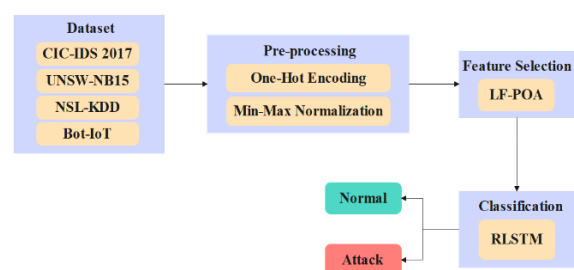 Dataset
CIC-IDS 2017
UNSW-NB15
NSL-KDD
Bot-IoT
Pre-processing
One-Hot Encoding
Min-Max Normalization
Feature Selection
LF-POA
Classification
RLSTM
Normal
Attack